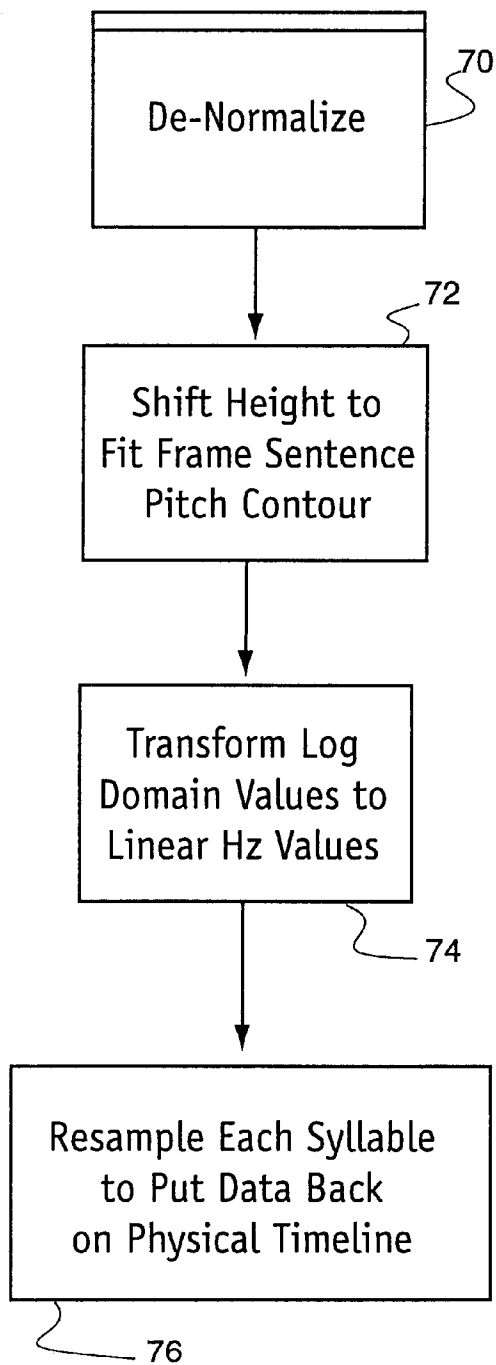 De-Normalize
70
72
Shift Height to
Fit Frame Sentence
Pitch Contour
Transform Log
Domain Values to
Linear Hz Values
74
Resample Each Syllable
to Put Data Back
on Physical Timeline
76